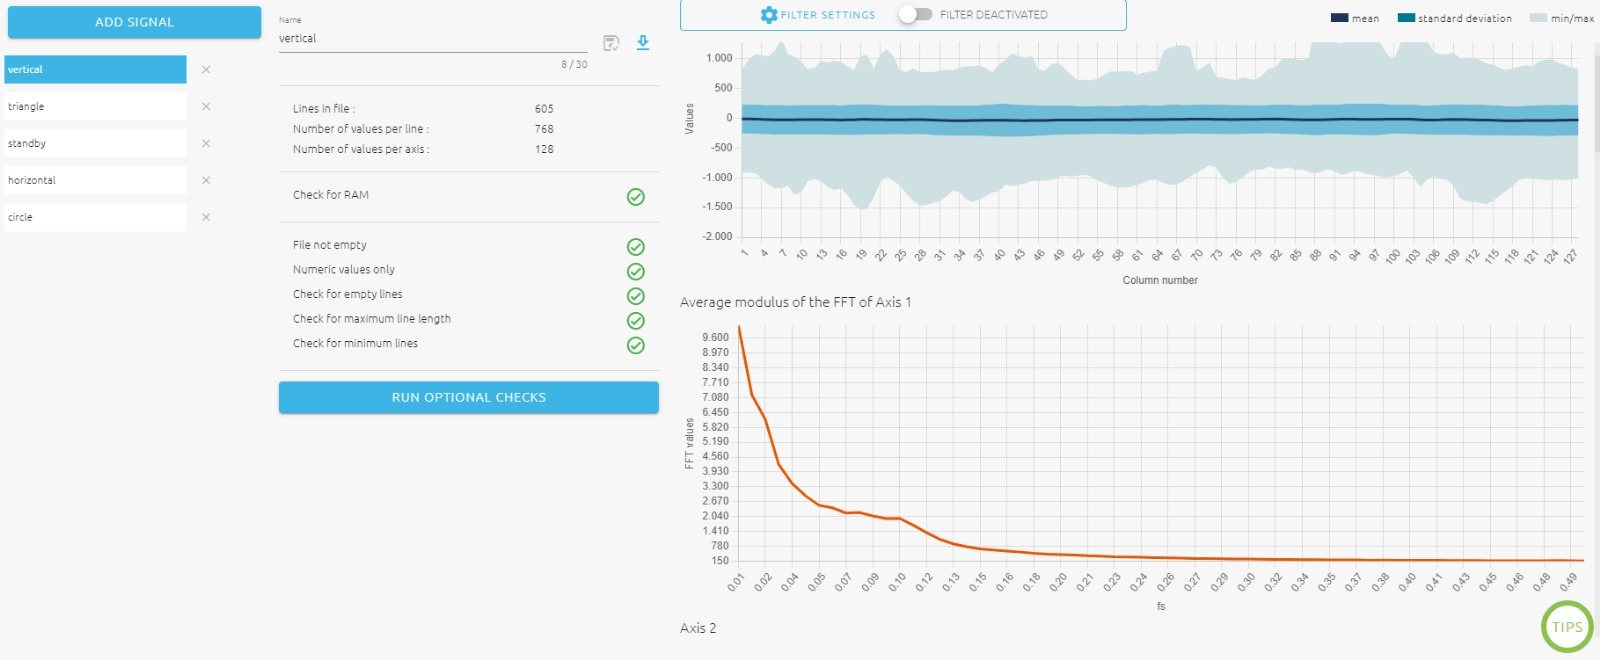 ADD SIGNAL
vertical
triangle
standby
horizontal
circle
Name
vertical
8 / 30
Lines in file : 605
Number of values per line : 768
Number of values per axis : 128
Check for RAM
File not empty
Numeric values only
Check for empty lines
Check for maximum line length
Check for minimum lines
RUN OPTIONAL CHECKS
FILTER SETTINGS FILTER DEACTIVATED
mean standard deviation min/max
Values
1.000
500
0
-500
-1.000
-1.500
-2.000
1 4 7 10 13 16 19 22 25 28 31 34 37 40 43 46 49 52 55 58 61 64 67 70 73 76 79 82 85 88 91 94 97 100 103 106 109 112 115 118 121 124 127
Column number
Average modulus of the FFT of Axis 1
FFT values
9.600
8.970
8.340
7.710
7.080
6.450
5.820
5.190
4.560
3.930
3.300
2.670
2.040
1.410
780
150
0.01 0.02 0.04 0.05 0.07 0.09 0.10 0.12 0.13 0.15 0.16 0.18 0.20 0.21 0.23 0.24 0.26 0.27 0.29 0.30 0.32 0.34 0.35 0.37 0.38 0.40 0.41 0.43 0.45 0.46 0.48 0.49
fs
Axis 2
TIPS